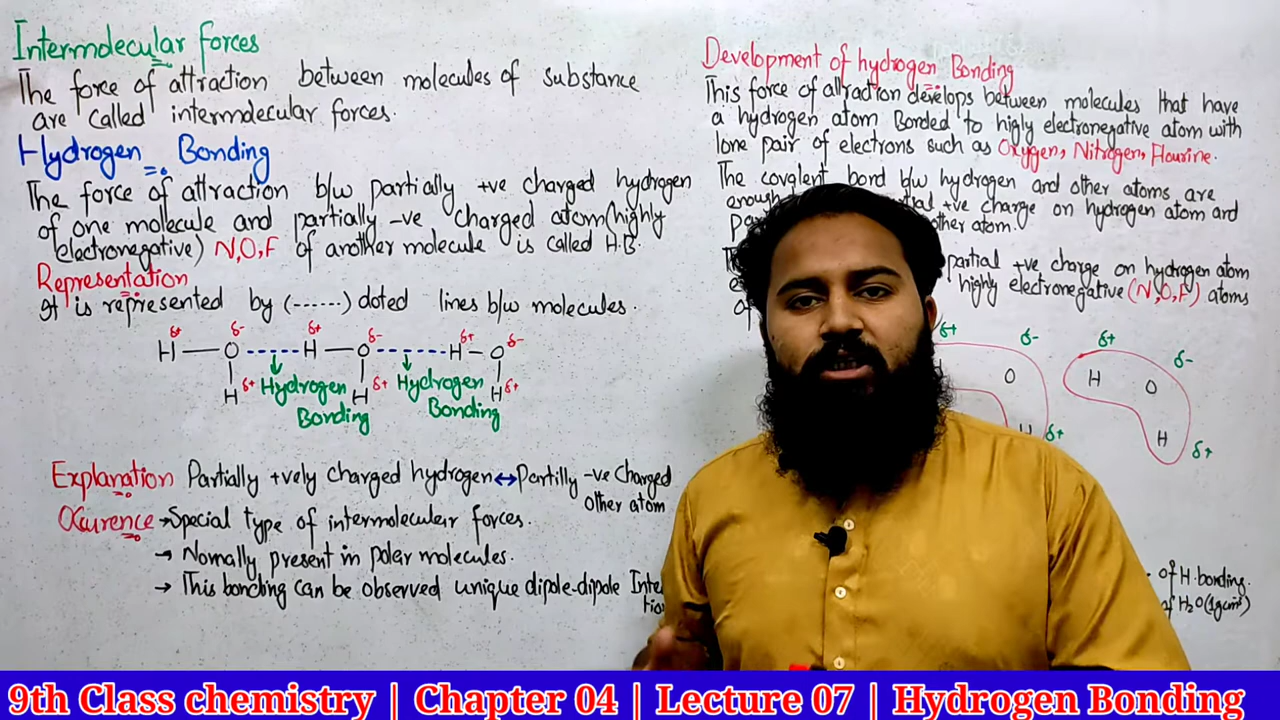 Intermolecular forces
The force of attraction between molecules of substance
are called intermolecular forces.
Hydrogen Bonding
The force of attraction b/w partially +ve charged hydrogen
of one molecule and partially -ve charged atom(highly
electronegative) N,O,F of another molecule is called H.B.
Representation
It is represented by (------) doted lines b/w molecules.
δ+ δ- δ+ δ- δ+ δ-
H O H O H O
H δ+ Hydrogen H δ+ Hydrogen H δ+
Bonding Bonding
Explanation Partially +vely charged hydrogen↔Partilly -ve charged
other atom
Ocurence →Special type of intermolecular forces.
→ Normally present in polar molecules.
→ This bonding can be observed unique dipole-dipole Inte
tio
Development of hydrogen Bonding
This force of attraction develops between molecules that have
a hydrogen atom Bonded to higly electronegative atom with
lone pair of electrons such as Oxygen, Nitrogen, Flourine.
The covalent bond b/w hydrogen and other atoms are
enough +ve charge on hydrogen atom and
other atom.
partial +ve charge on hydrogen atom
highly electronegative (N,O,F) atoms
δ+ δ- δ+ δ-
O H O
δ+ H δ+
of H.bonding.
of H₂O(1gcm³)
9th Class chemistry | Chapter 04 | Lecture 07 | Hydrogen Bonding